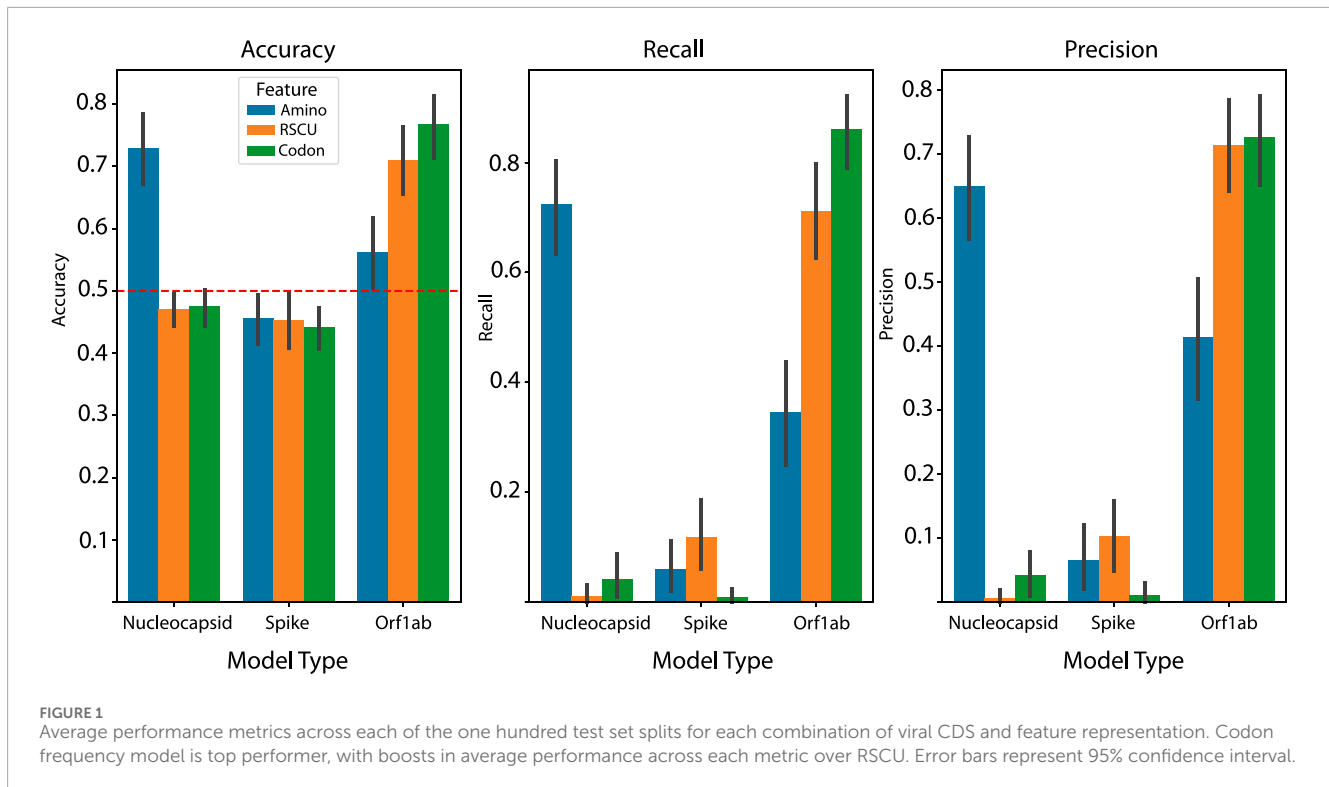 Accuracy
0.8
0.7
0.6
0.5
0.4
0.3
0.2
0.1
Accuracy
Feature
Amino
RSCU
Codon
Nucleocapsid Spike Orf1ab
Model Type
Recall
0.8
0.6
0.4
0.2
Recall
Nucleocapsid Spike Orf1ab
Model Type
Precision
0.8
0.7
0.6
0.5
0.4
0.3
0.2
0.1
Precision
Nucleocapsid Spike Orf1ab
Model Type
FIGURE 1
Average performance metrics across each of the one hundred test set splits for each combination of viral CDS and feature representation. Codon
frequency model is top performer, with boosts in average performance across each metric over RSCU. Error bars represent 95% confidence interval.